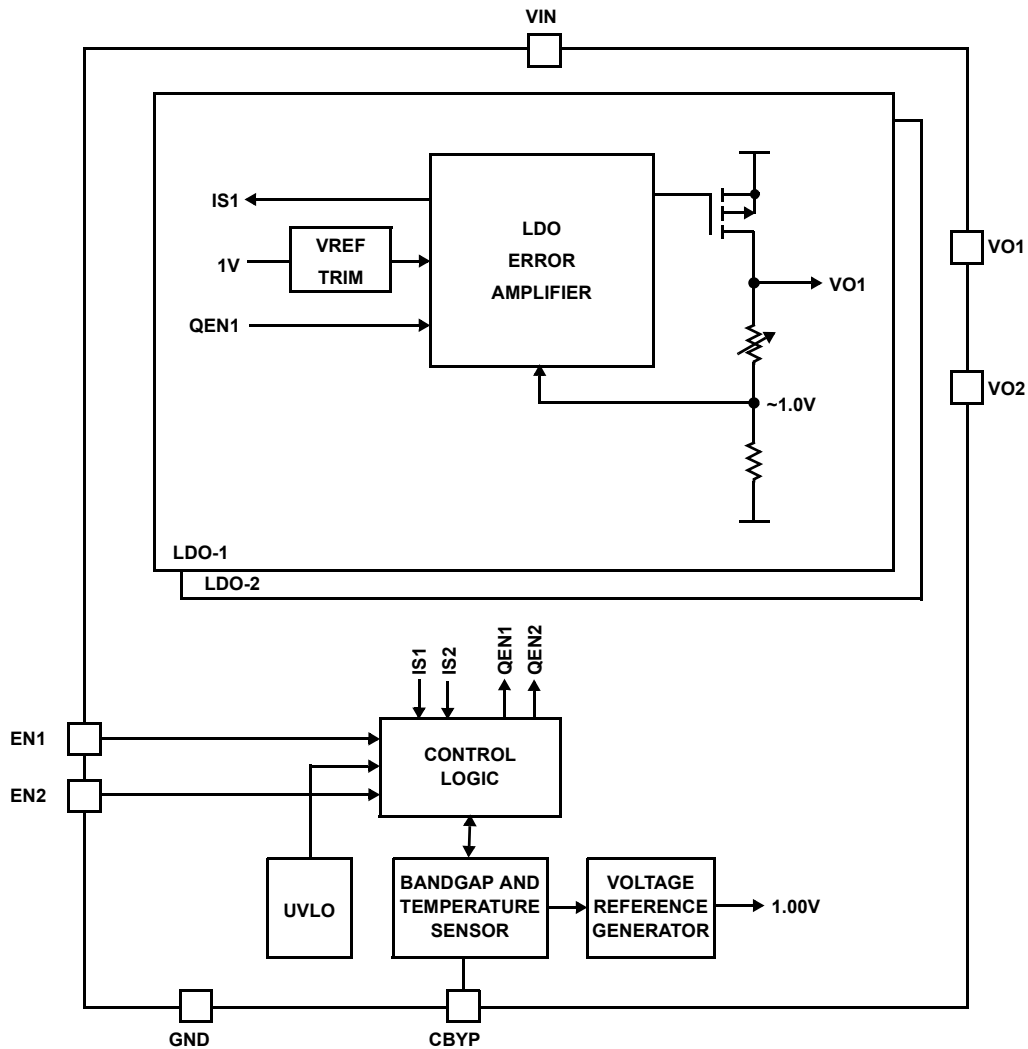 VIN
IS1
VREF
TRIM
1V
QEN1
LDO
ERROR
AMPLIFIER
VO1
~1.0V
LDO-1
LDO-2
VO1
VO2
IS1
IS2
QEN1
QEN2
EN1
EN2
CONTROL
LOGIC
UVLO
BANDGAP AND
TEMPERATURE
SENSOR
VOLTAGE
REFERENCE
GENERATOR
1.00V
GND
CBYP